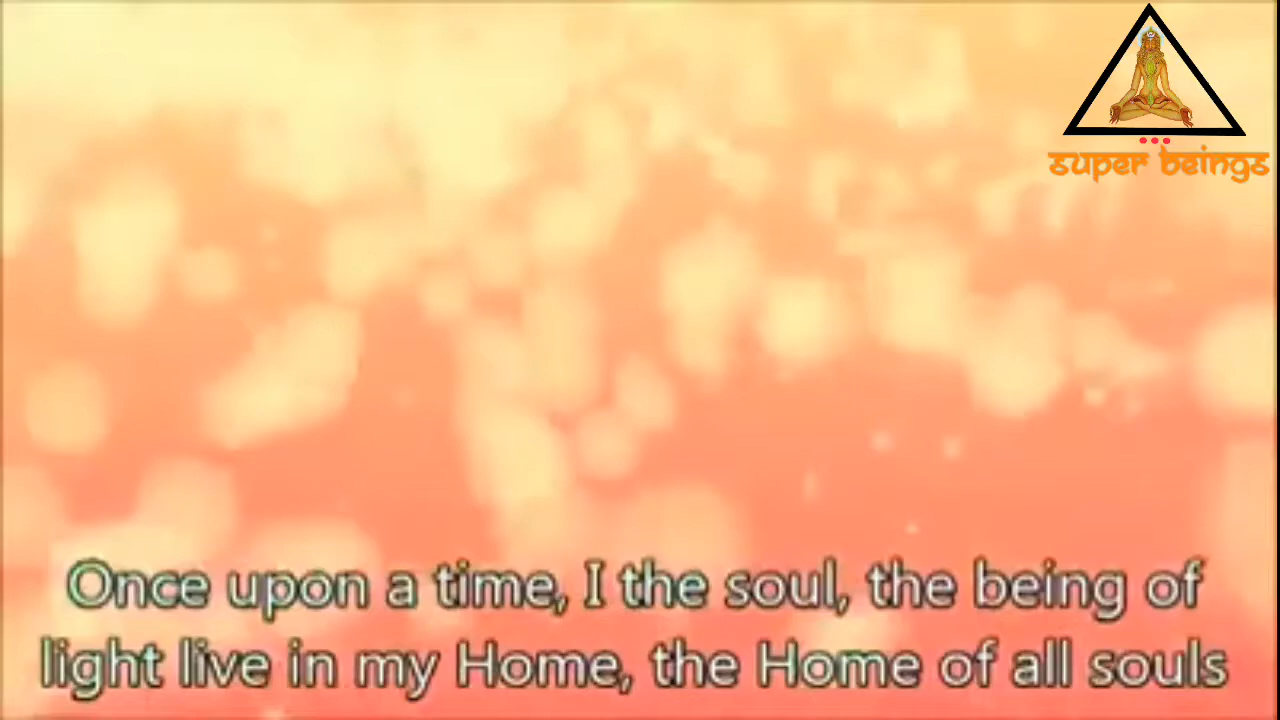 super beings
Once upon a time, I the soul, the being of
light live in my Home, the Home of all souls